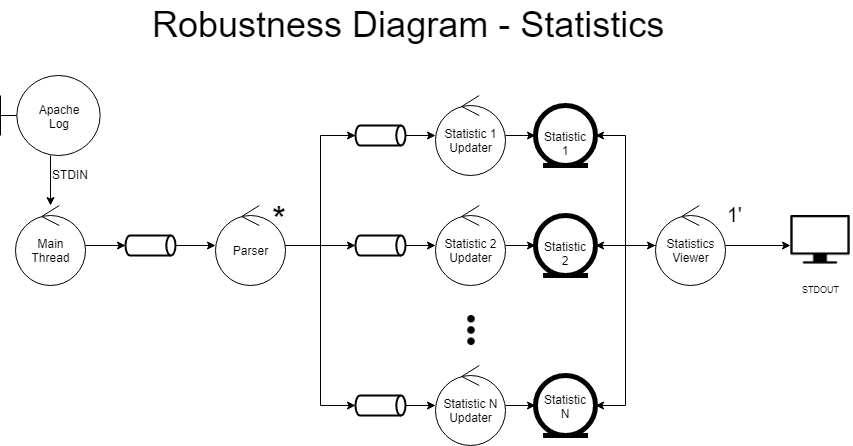 Robustness Diagram - Statistics
Apache
Log
STDIN
Main
Thread
*
Parser
Statistic 1
Updater
Statistic
1
Statistic 2
Updater
Statistic
2
Statistic N
Updater
Statistic
N
Statistics
Viewer
1'
STDOUT